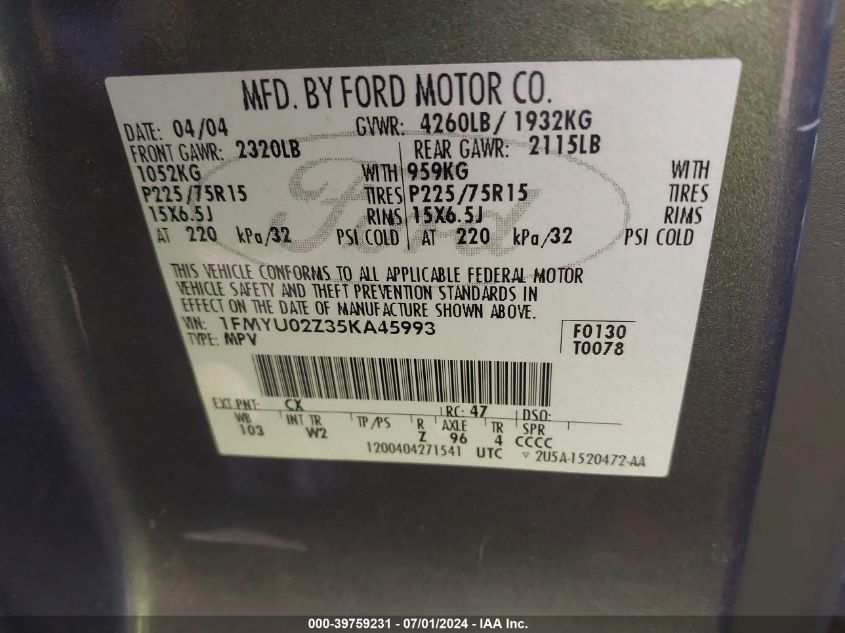 MFD. BY FORD MOTOR CO.
DATE: 04/04 GVWR: 4260LB/ 1932KG
FRONT GAWR: 2320LB REAR GAWR: 2115LB
1052KG WITH 959KG WITH
P225/75R15 TIRES P225/75R15 TIRES
15X6.5J RIMS 15X6.5J RIMS
AT 220 kPa/32 PSI COLD AT 220 kPa/32 PSI COLD
Ford
THIS VEHICLE CONFORMS TO ALL APPLICABLE FEDERAL MOTOR
VEHICLE SAFETY AND THEFT PREVENTION STANDARDS IN
EFFECT ON THE DATE OF MANUFACTURE SHOWN ABOVE.
VIN: 1FMYU02Z35KA45993 F0130
TYPE: MPV T0078
EXT PNT: CX RC: 47 DSO:
WB INT TR TP/PS R AXLE TR SPR
103 W2 Z 96 4 CCCC
1200404271541 UTC ▽ 2U5A-1520472-AA
000-39759231 - 07/01/2024 - IAA Inc.